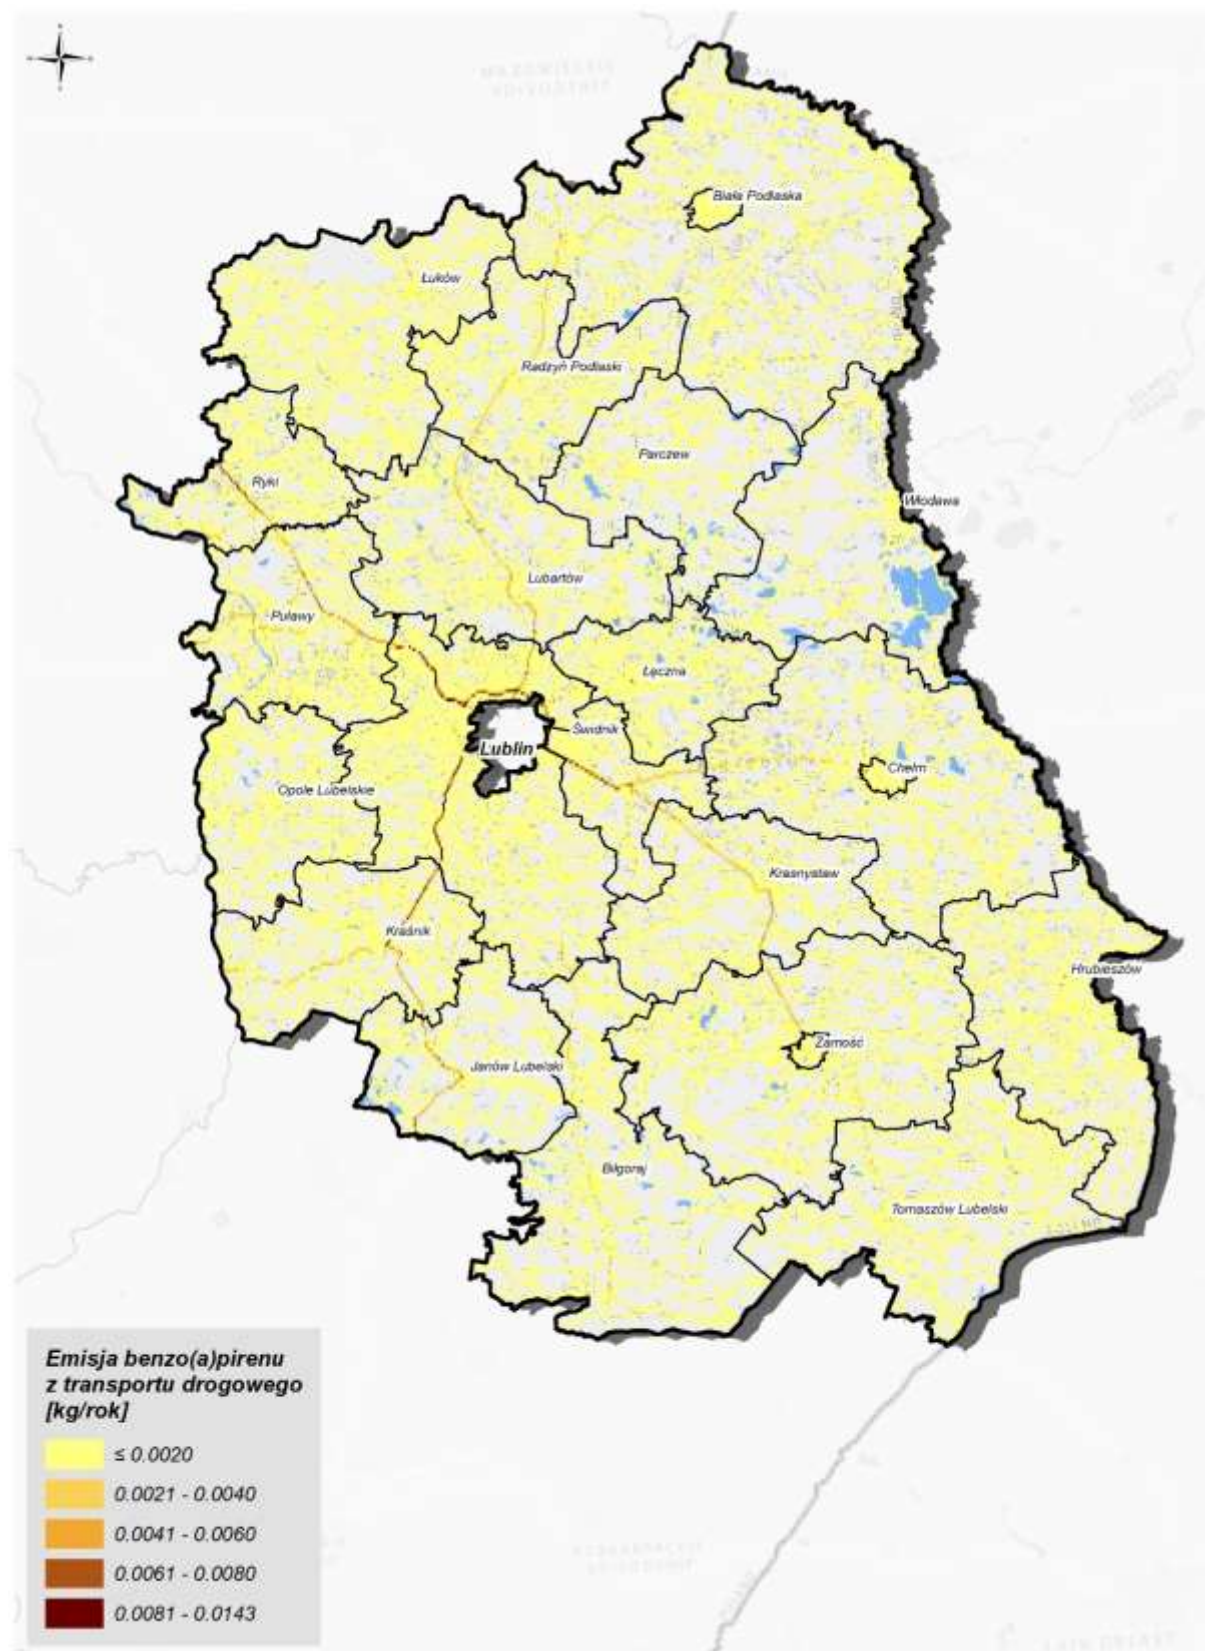 MAZOWIECKIE
VOIVODSHIP
Biała Podlaska
Łuków
Radzyń Podlaski
Parczew
Ryki
Włodawa
Lubartów
Puławy
Łęczna
Świdnik
Lublin
Chełm
Opole Lubelskie
Krasnystaw
Kraśnik
Hrubieszów
Zamość
Janów Lubelski
Biłgoraj
Tomaszów Lubelski
Emisja benzo(a)pirenu
z transportu drogowego
[kg/rok]
≤ 0.0020
0.0021 - 0.0040
0.0041 - 0.0060
0.0061 - 0.0080
0.0081 - 0.0143